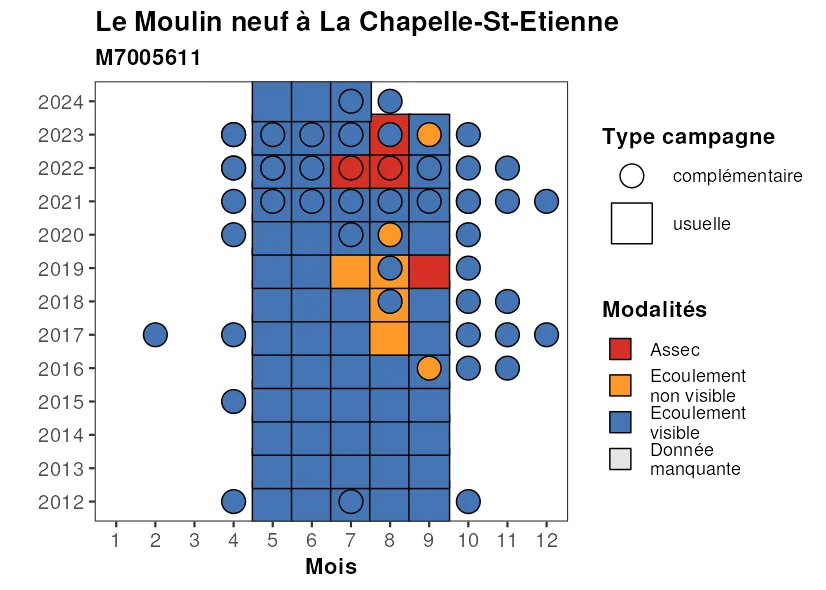 Le Moulin neuf à La Chapelle-St-Etienne
M7005611
2024
2023
2022
2021
2020
2019
2018
2017
2016
2015
2014
2013
2012
1 2 3 4 5 6 7 8 9 10 11 12
Mois
Type campagne
complémentaire
usuelle
Modalités
Assec
Ecoulement
non visible
Ecoulement
visible
Donnée
manquante